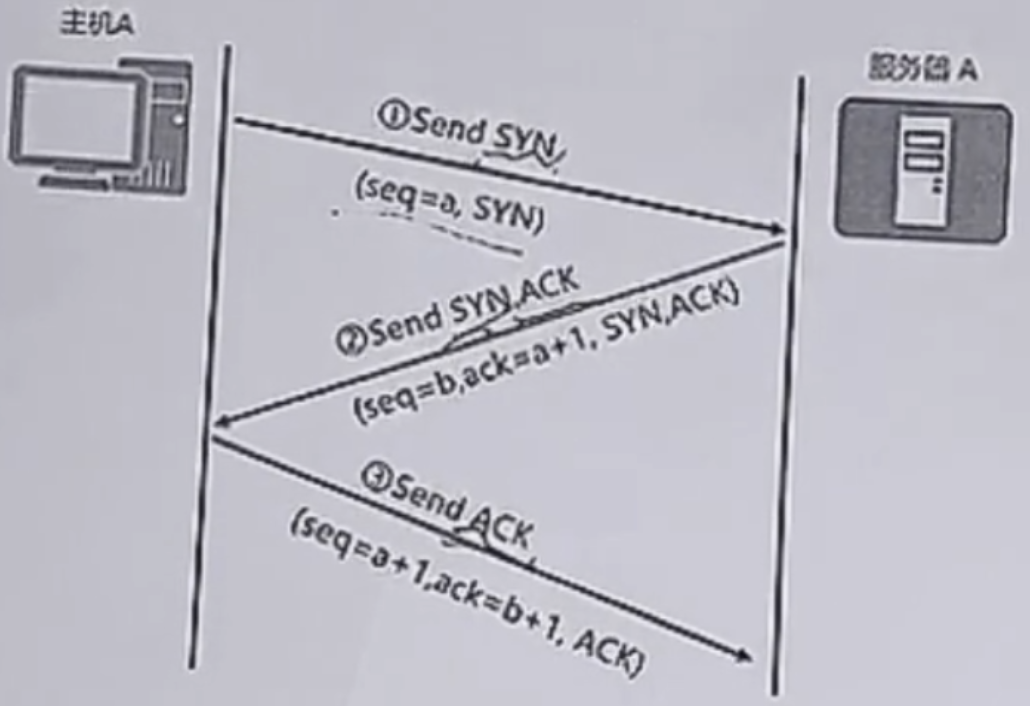 主机A
服务器 A
①Send SYN
(seq=a, SYN)
②Send SYN,ACK
(seq=b,ack=a+1, SYN,ACK)
③Send ACK
(seq=a+1,ack=b+1, ACK)